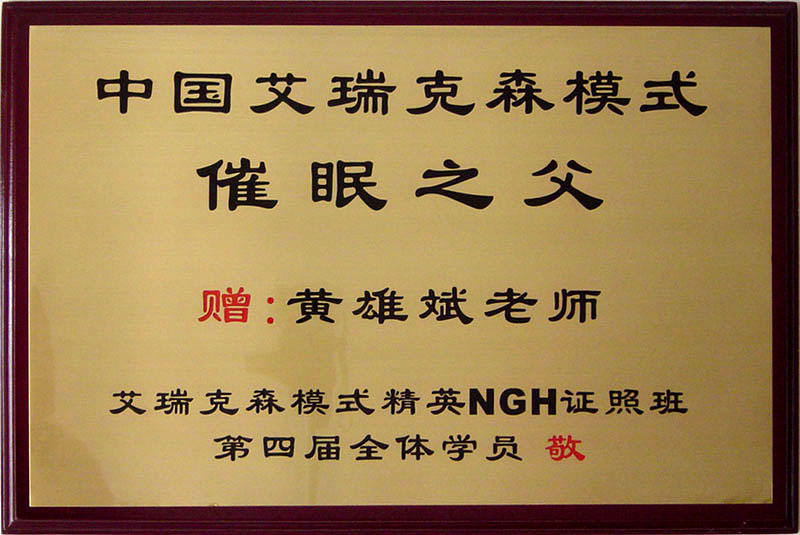 中国艾瑞克森模式
催眠之父
赠:黄雄斌老师
艾瑞克森模式精英NGH证照班
第四届全体学员 敬